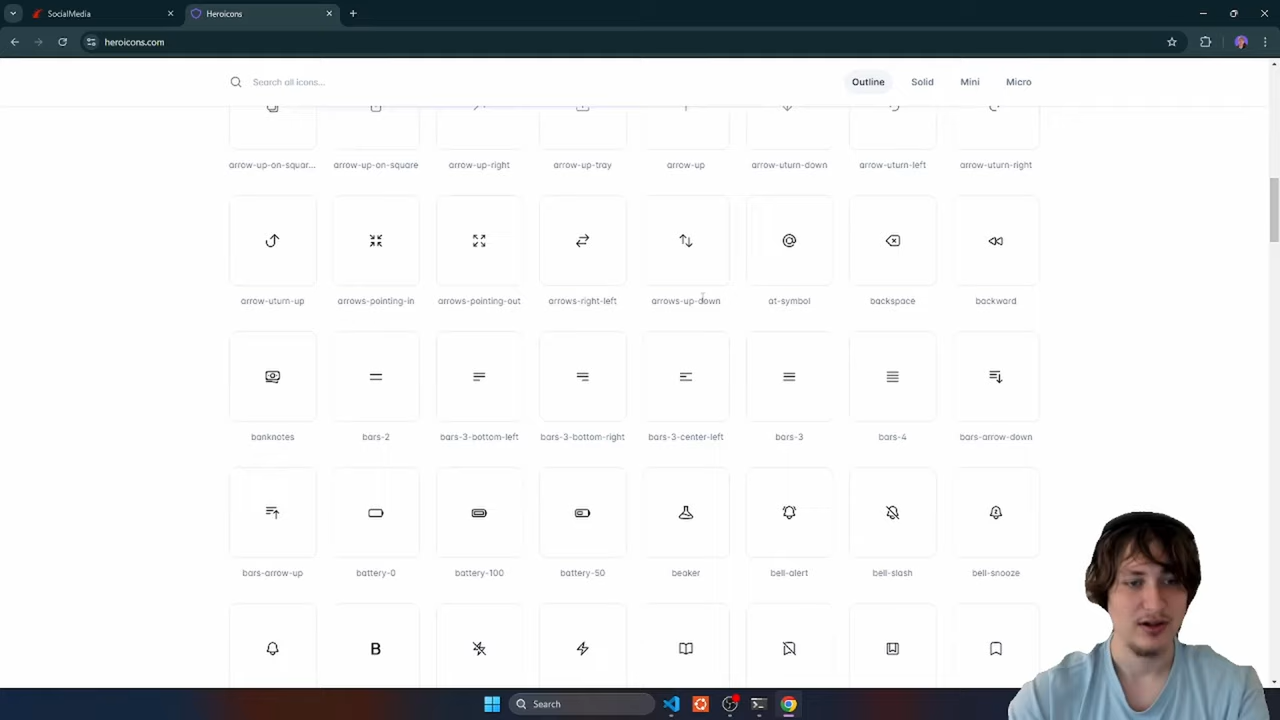 SocialMedia
Heroicons
heroicons.com
Search all icons...
Outline
Solid
Mini
Micro
arrow-up-on-squar...
arrow-up-on-square
arrow-up-right
arrow-up-tray
arrow-up
arrow-uturn-down
arrow-uturn-left
arrow-uturn-right
arrow-uturn-up
arrows-pointing-in
arrows-pointing-out
arrows-right-left
arrows-up-down
at-symbol
backspace
backward
banknotes
bars-2
bars-3-bottom-left
bars-3-bottom-right
bars-3-center-left
bars-3
bars-4
bars-arrow-down
bars-arrow-up
battery-0
battery-100
battery-50
beaker
bell-alert
bell-slash
bell-snooze
B
Search